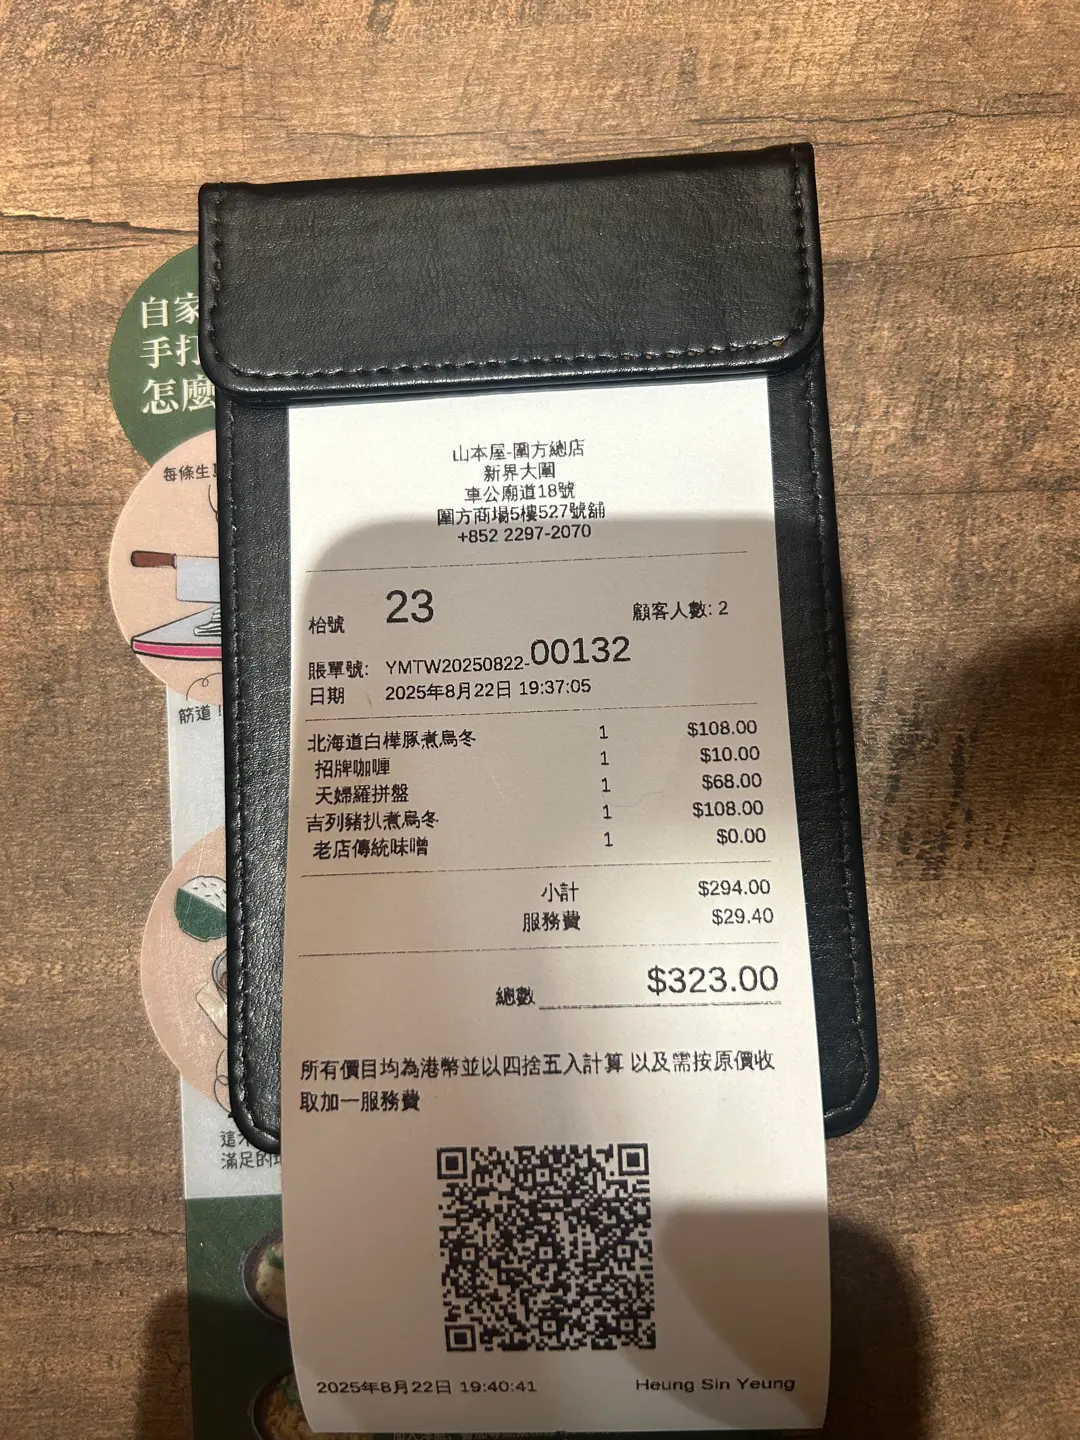 自家
手打
怎麼
每條生
筋道！
這
滿足的
山本屋-圍方總店
新界大圍
車公廟道18號
圍方商場5樓527號舖
+852 2297-2070
枱號 23 顧客人數: 2
賬單號: YMTW20250822-00132
日期 2025年8月22日 19:37:05
北海道白樺豚煮烏冬 1 $108.00
招牌咖喱 1 $10.00
天婦羅拼盤 1 $68.00
吉列豬扒煮烏冬 1 $108.00
老店傳統味噌 1 $0.00
小計 $294.00
服務費 $29.40
總數 $323.00
所有價目均為港幣並以四捨五入計算 以及需按原價收
取加一服務費
2025年8月22日 19:40:41 Heung Sin Yeung